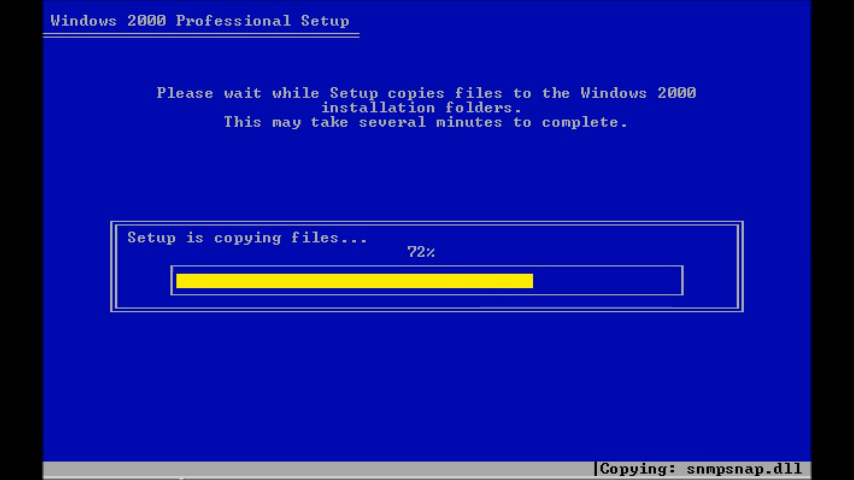 Windows 2000 Professional Setup
Please wait while Setup copies files to the Windows 2000
installation folders.
This may take several minutes to complete.
Setup is copying files...
72%
Copying: snmpsnap.dll